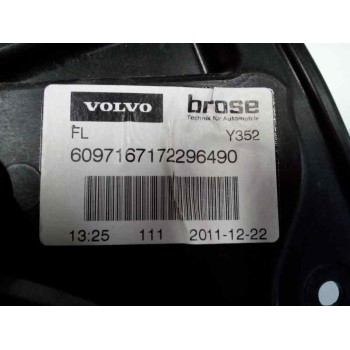 VOLVO brose
Technik für Automobile
FL Y352
6097167172296490
13:25 111 2011-12-22